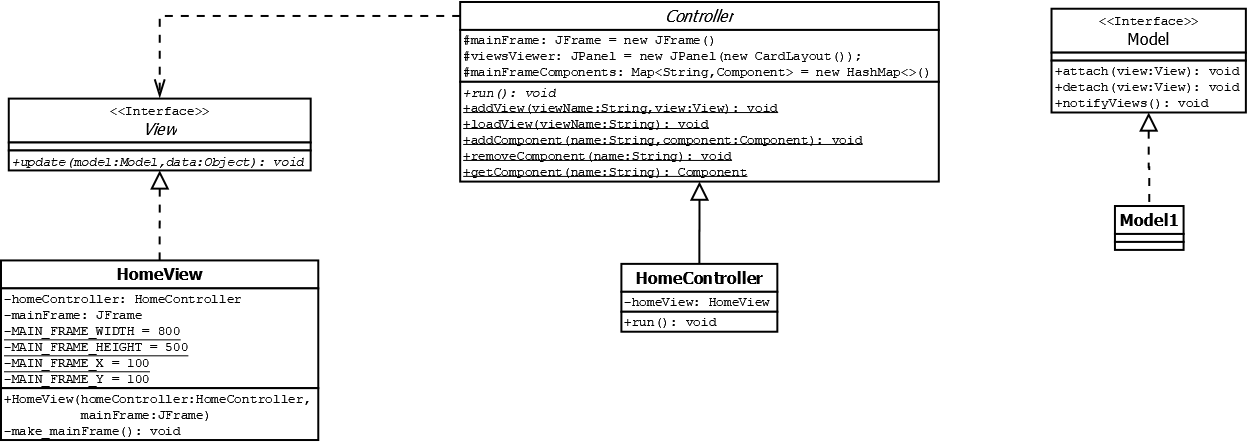 Controller
#mainFrame: JFrame = new JFrame()
#viewsViewer: JPanel = new JPanel(new CardLayout());
#mainFrameComponents: Map<String,Component> = new HashMap<>()
+run(): void
+addView(viewName:String,view:View): void
+loadView(viewName:String): void
+addComponent(name:String,component:Component): void
+removeComponent(name:String): void
+getComponent(name:String): Component
<<Interface>>
Model
+attach(view:View): void
+detach(view:View): void
+notifyViews(): void
<<Interface>>
View
+update(model:Model,data:Object): void
Model1
HomeView
-homeController: HomeController
-mainFrame: JFrame
-MAIN_FRAME_WIDTH = 800
-MAIN_FRAME_HEIGHT = 500
-MAIN_FRAME_X = 100
-MAIN_FRAME_Y = 100
+HomeView(homeController:HomeController,
mainFrame:JFrame)
-make_mainFrame(): void
HomeController
-homeView: HomeView
+run(): void